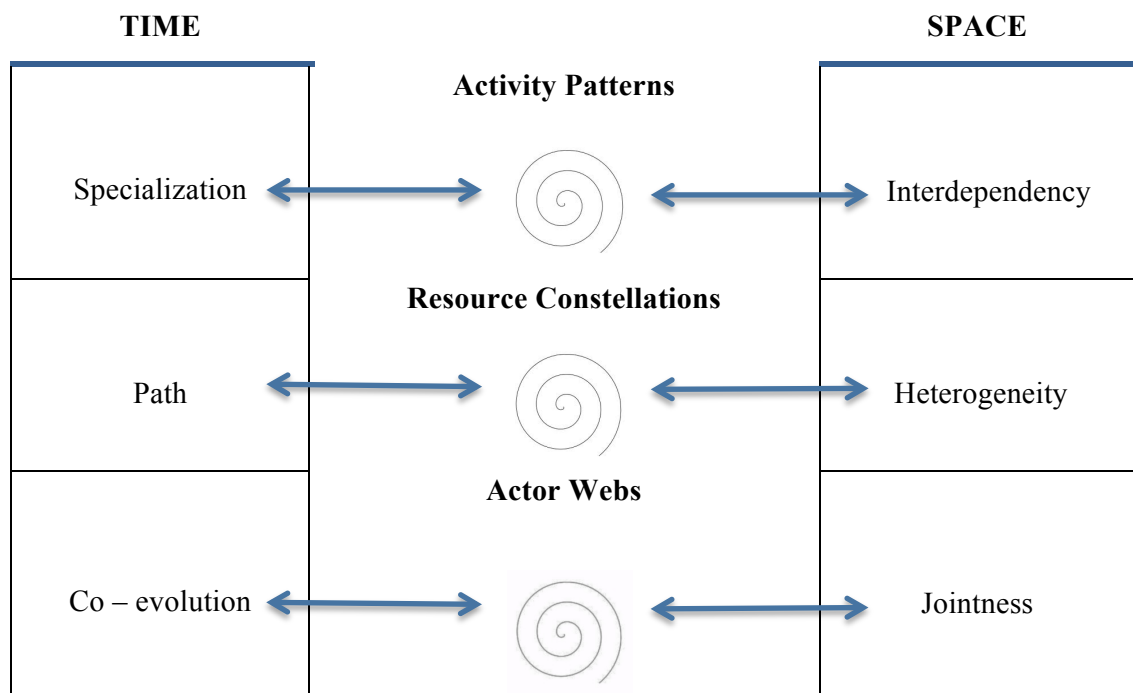 TIME
SPACE
Activity Patterns
Specialization
Interdependency
Resource Constellations
Path
Heterogeneity
Actor Webs
Co – evolution
Jointness